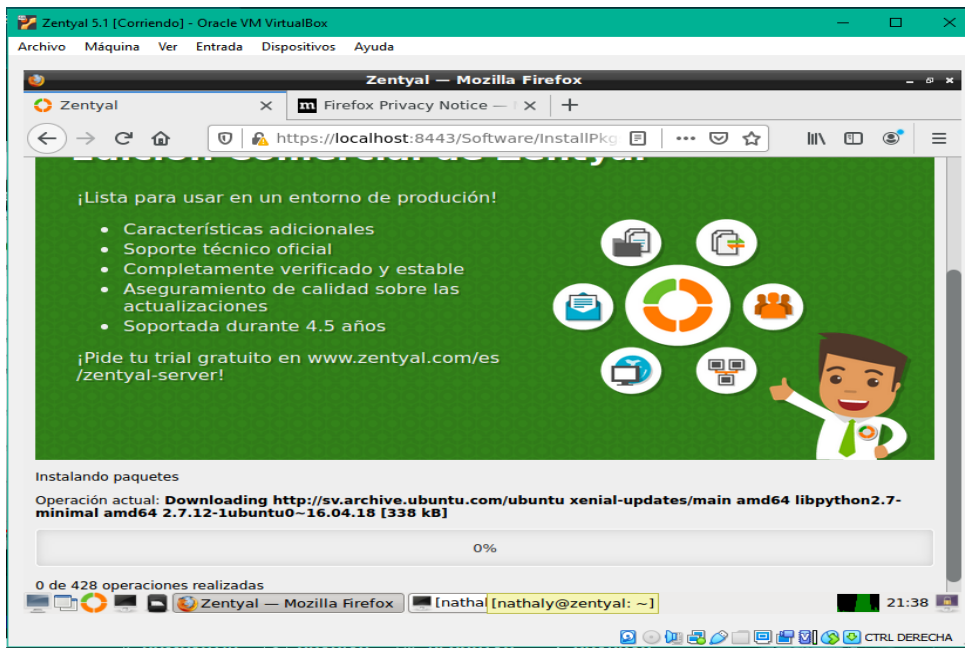 Zentyal 5.1 [Corriendo] - Oracle VM VirtualBox
Archivo Máquina Ver Entrada Dispositivos Ayuda
Zentyal — Mozilla Firefox
Zentyal
Firefox Privacy Notice —
https://localhost:8443/Software/InstallPkg
Edición Comercial de Zentyal
¡Lista para usar en un entorno de produción!
• Características adicionales
• Soporte técnico oficial
• Completamente verificado y estable
• Aseguramiento de calidad sobre las
actualizaciones
• Soportada durante 4.5 años
¡Pide tu trial gratuito en www.zentyal.com/es
/zentyal-server!
Instalando paquetes
Operación actual: Downloading http://sv.archive.ubuntu.com/ubuntu xenial-updates/main amd64 libpython2.7-
minimal amd64 2.7.12-1ubuntu0~16.04.18 [338 kB]
0%
0 de 428 operaciones realizadas
Zentyal — Mozilla Firefox [nathal [nathaly@zentyal: ~] 21:38
CTRL DERECHA